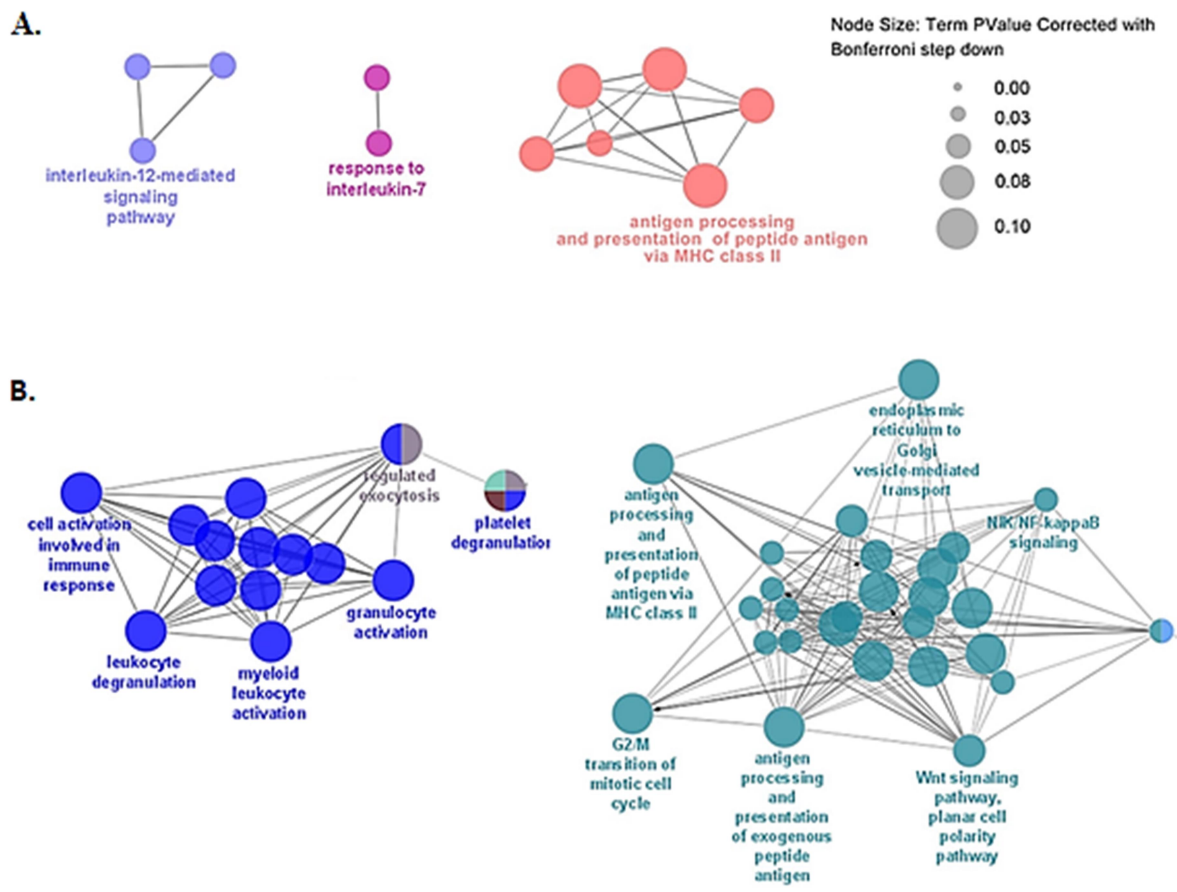 A.
Node Size: Term PValue Corrected with
Bonferroni step down
0.00
0.03
0.05
0.08
0.10
interleukin-12-mediated
signaling
pathway
response to
interleukin-7
antigen processing
and presentation of peptide antigen
via MHC class II
B.
regulated
exocytosis
platelet
degranulation
cell activation
involved in
immune
response
granulocyte
activation
leukocyte
degranulation
myeloid
leukocyte
activation
endoplasmic
reticulum to
Golgi
vesicle-mediated
transport
antigen
processing
and
presentation
of peptide
antigen via
MHC class II
NIK/NF-kappaB
signaling
G2/M
transition of
mitotic cell
cycle
antigen
processing
and
presentation
of exogenous
peptide
antigen
Wnt signaling
pathway,
planar cell
polarity
pathway